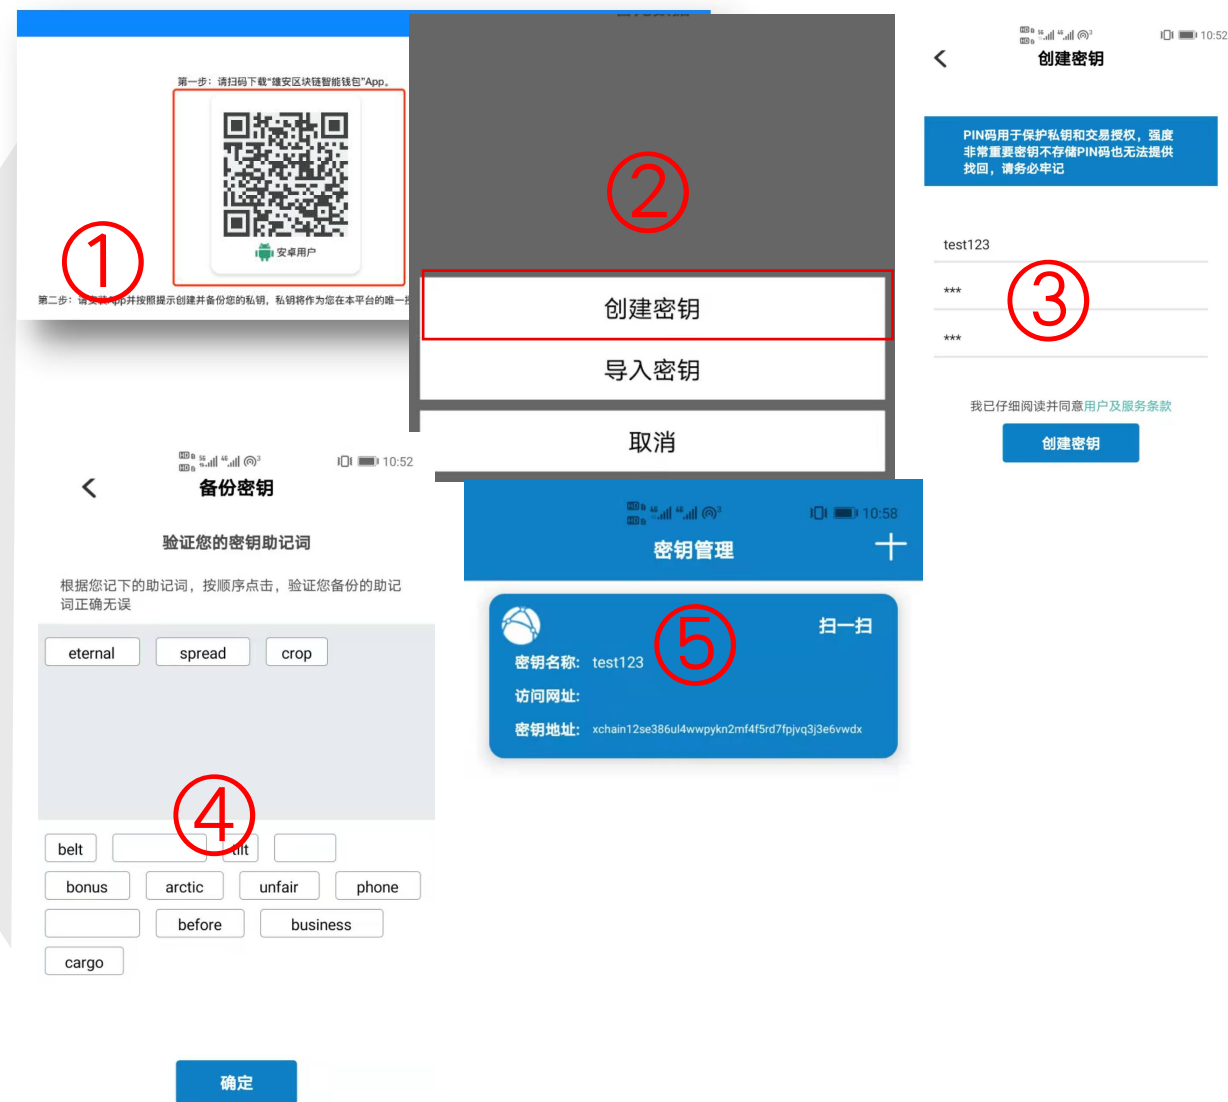 第一步：请扫码下载“雄安区块链智能钱包”App。
安卓用户
①
第二步：请安装App并按照提示创建并备份您的私钥，私钥将作为您在本平台的唯一
②
创建密钥
导入密钥
取消
10:52
创建密钥
PIN码用于保护私钥和交易授权，强度
非常重要密钥不存储PIN码也无法提供
找回，请务必牢记
test123
***
③
***
我已仔细阅读并同意用户及服务条款
创建密钥
10:52
备份密钥
验证您的密钥助记词
根据您记下的助记词，按顺序点击，验证您备份的助记
词正确无误
eternal spread crop
④
belt tilt
bonus arctic unfair phone
before business
cargo
确定
10:58
密钥管理
扫一扫
⑤
密钥名称: test123
访问网址:
密钥地址: xchain12se386ul4wwpykn2mf4f5rd7fpjvq3j3e6vwdx